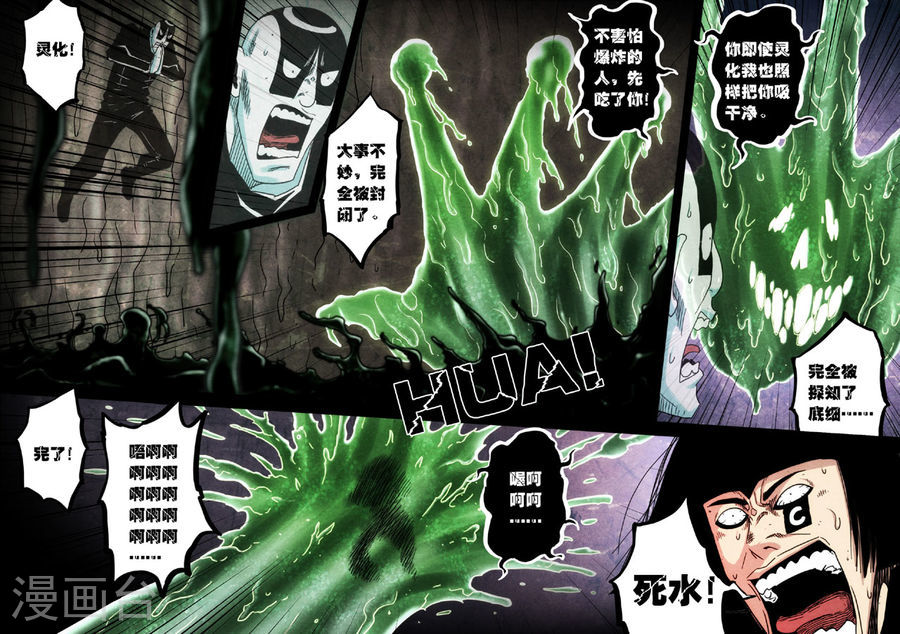 灵化！
大事不
妙，完
全被封
闭了。
不害怕
爆炸的
人，先
吃了你！
你即使灵
化我也照
样把你吸
干净。
完全被
探知了
底细……
HUA!
完了！
唔啊啊
啊啊啊
啊啊啊
啊啊啊
啊啊……
喔呵
呵呵
……
C
死水！
漫画台